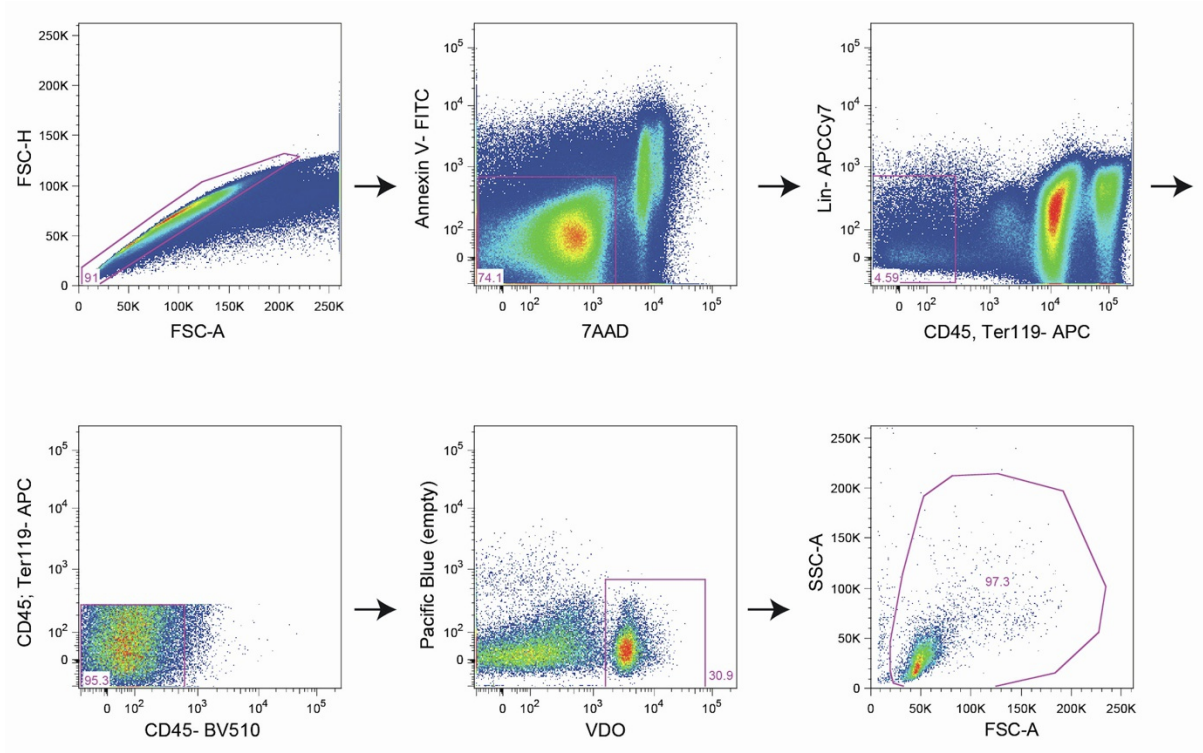 250K
200K
150K
100K
50K
0
FSC-H
91
0 50K 100K 150K 200K 250K
FSC-A
10^5
10^4
10^3
10^2
0
Annexin V- FITC
74.1
0 10^2 10^3 10^4 10^5
7AAD
10^5
10^4
10^3
10^2
0
Lin- APCCy7
4.59
0 10^2 10^3 10^4 10^5
CD45, Ter119- APC
10^5
10^4
10^3
10^2
0
CD45; Ter119- APC
95.3
0 10^2 10^3 10^4 10^5
CD45- BV510
10^5
10^4
10^3
10^2
0
Pacific Blue (empty)
30.9
0 10^2 10^3 10^4 10^5
VDO
250K
200K
150K
100K
50K
0
SSC-A
97.3
0 50K 100K 150K 200K 250K
FSC-A